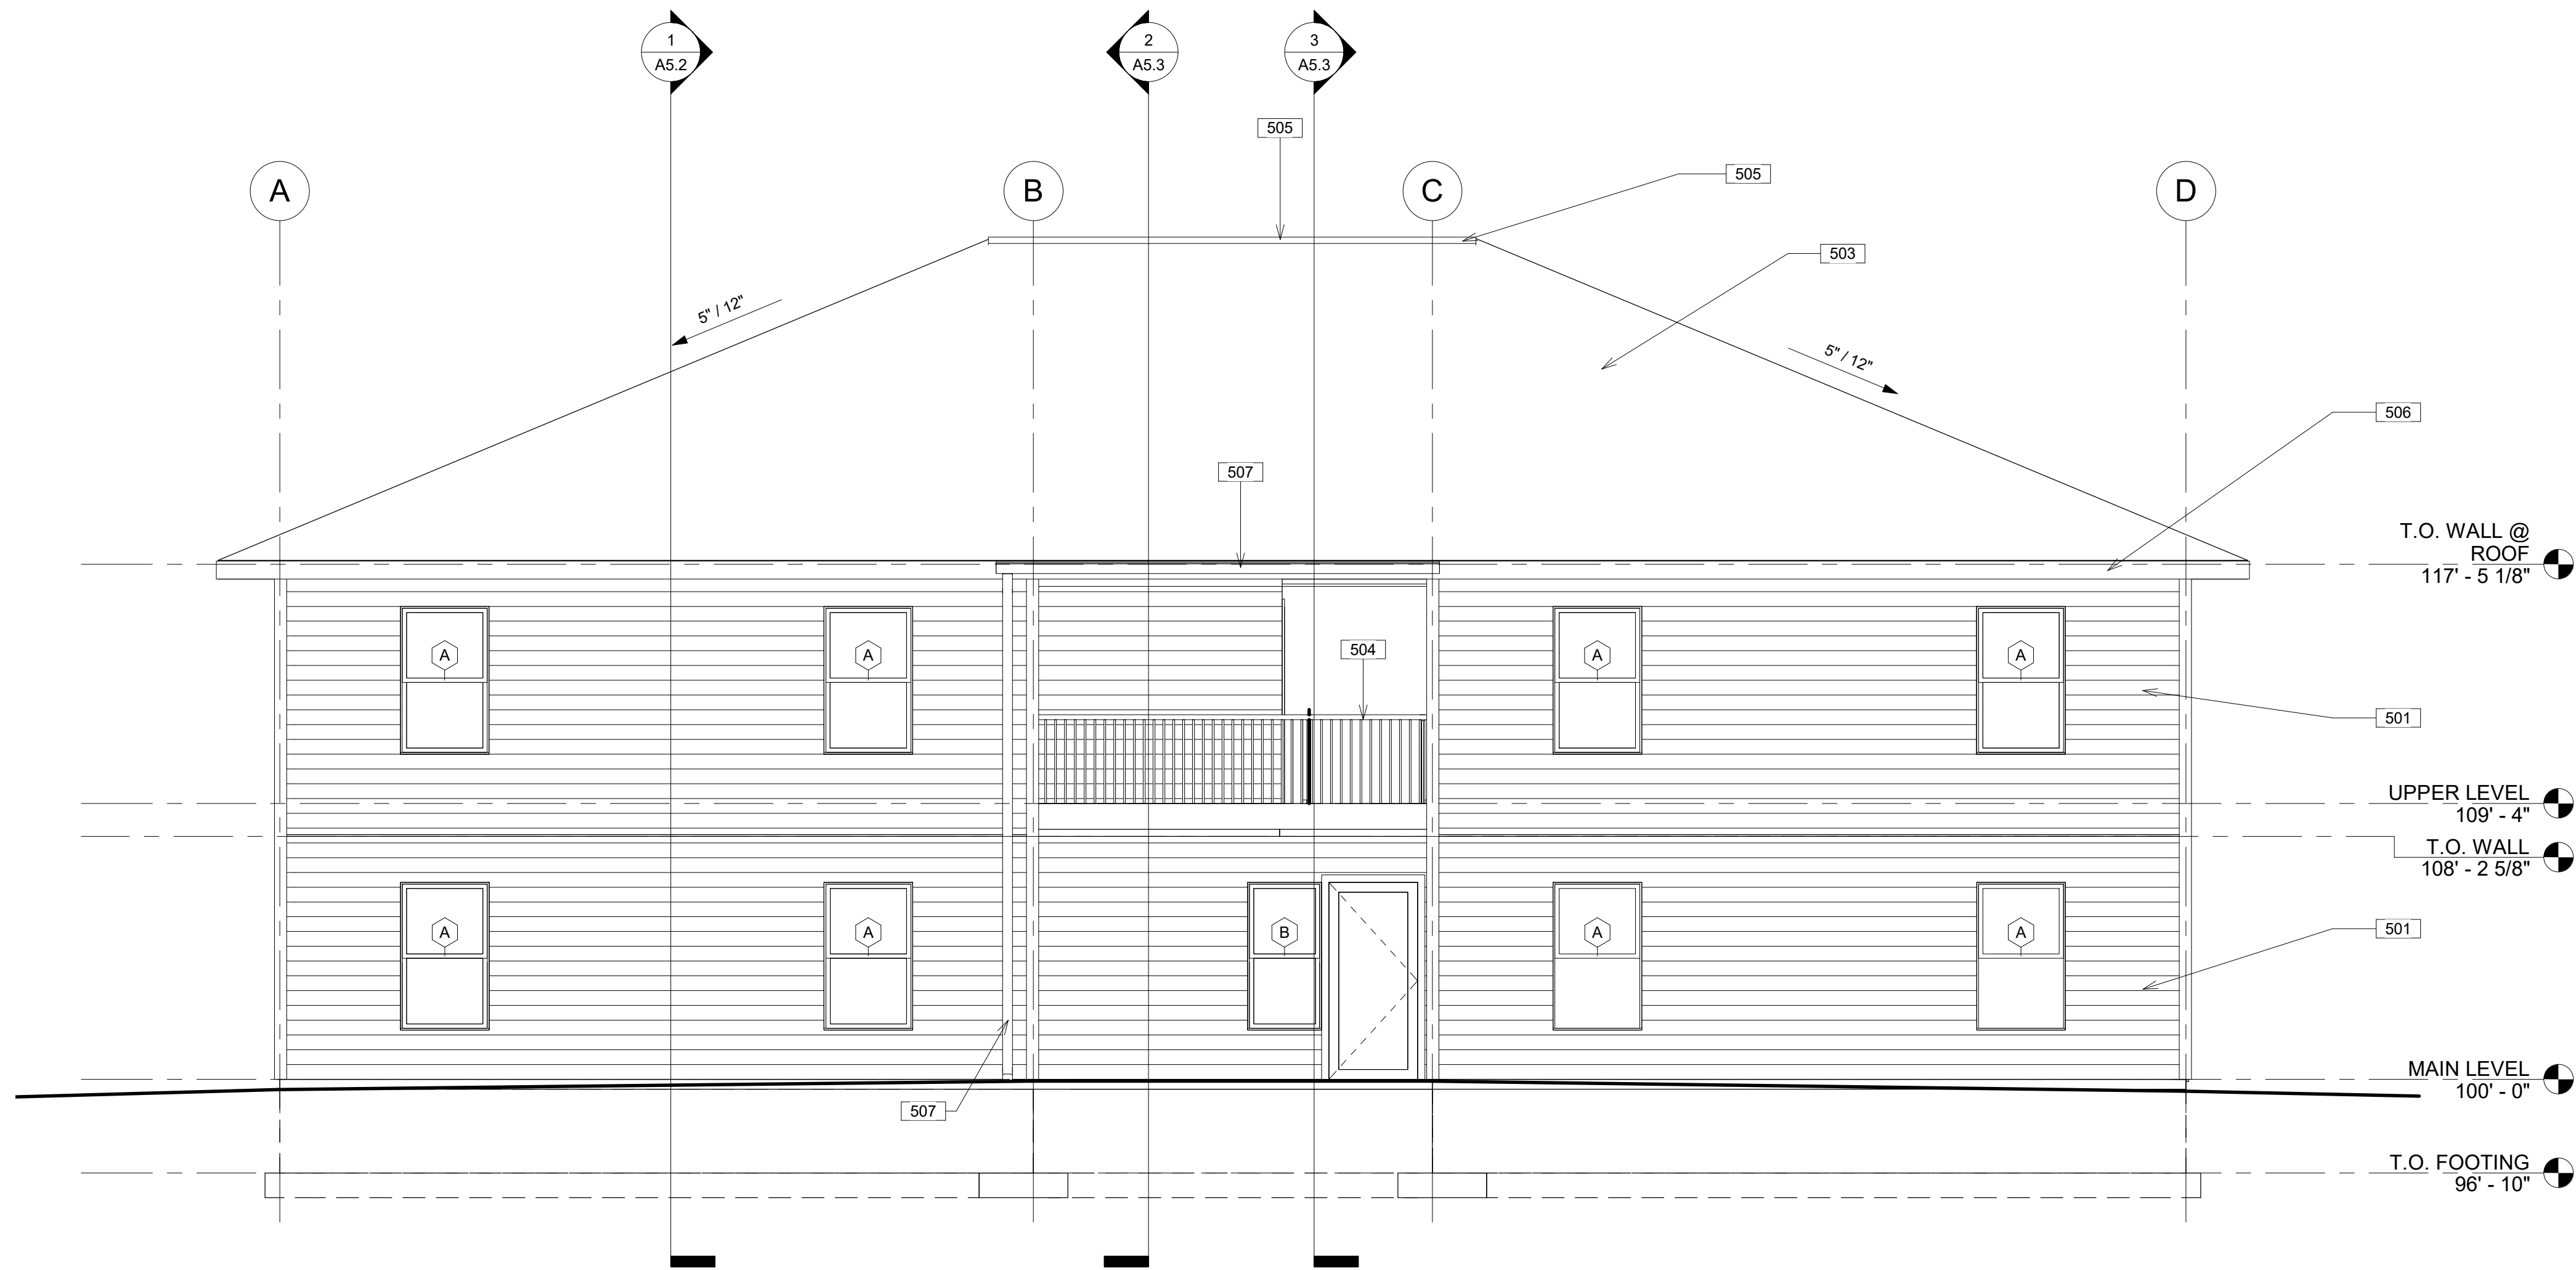 1
A5.2
2
A5.3
3
A5.3
505
505
A
B
C
D
503
5" / 12"
5" / 12"
506
507
T.O. WALL @
ROOF
117' - 5 1/8"
504
A
A
A
A
501
UPPER LEVEL
109' - 4"
T.O. WALL
108' - 2 5/8"
A
A
B
A
A
501
MAIN LEVEL
100' - 0"
507
T.O. FOOTING
96' - 10"